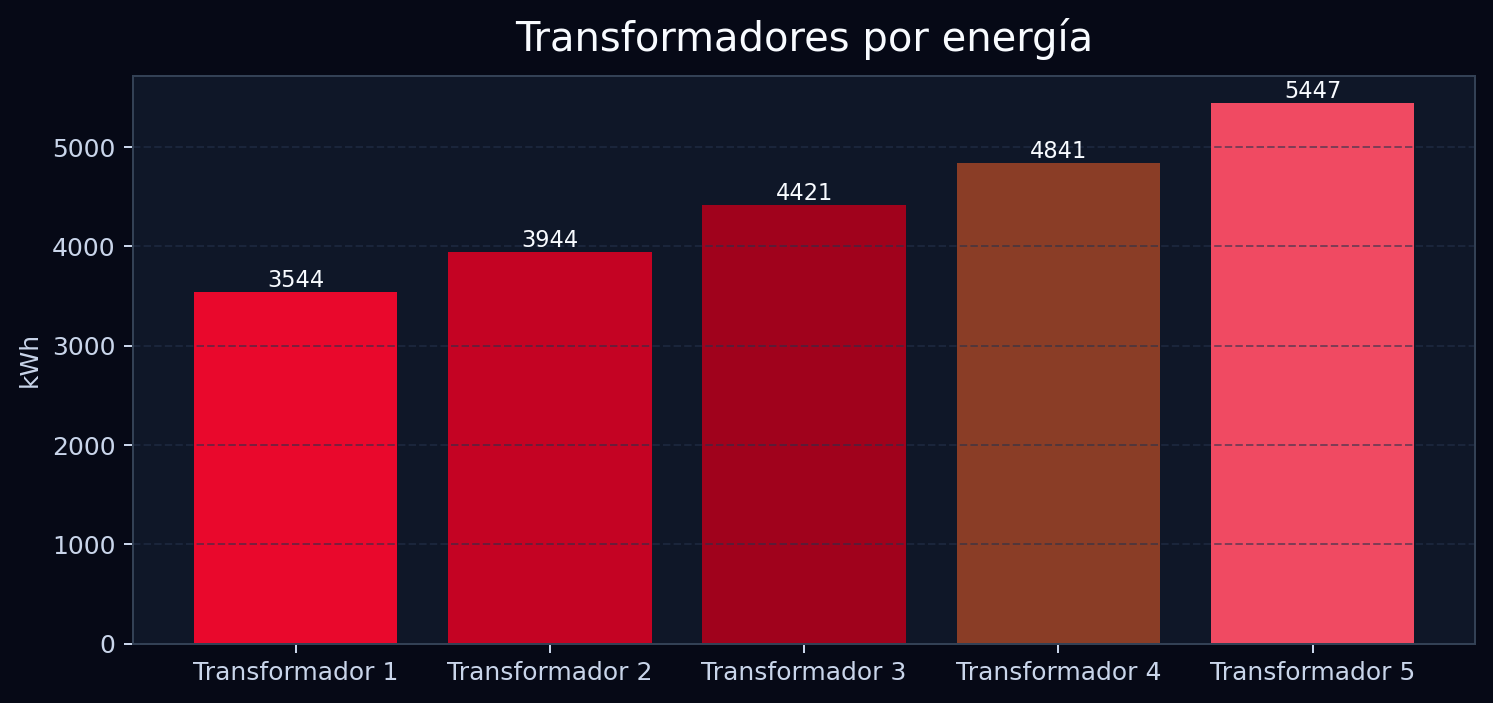 Transformadores por energía
kWh
5000
4000
3000
2000
1000
0
3544
3944
4421
4841
5447
Transformador 1
Transformador 2
Transformador 3
Transformador 4
Transformador 5